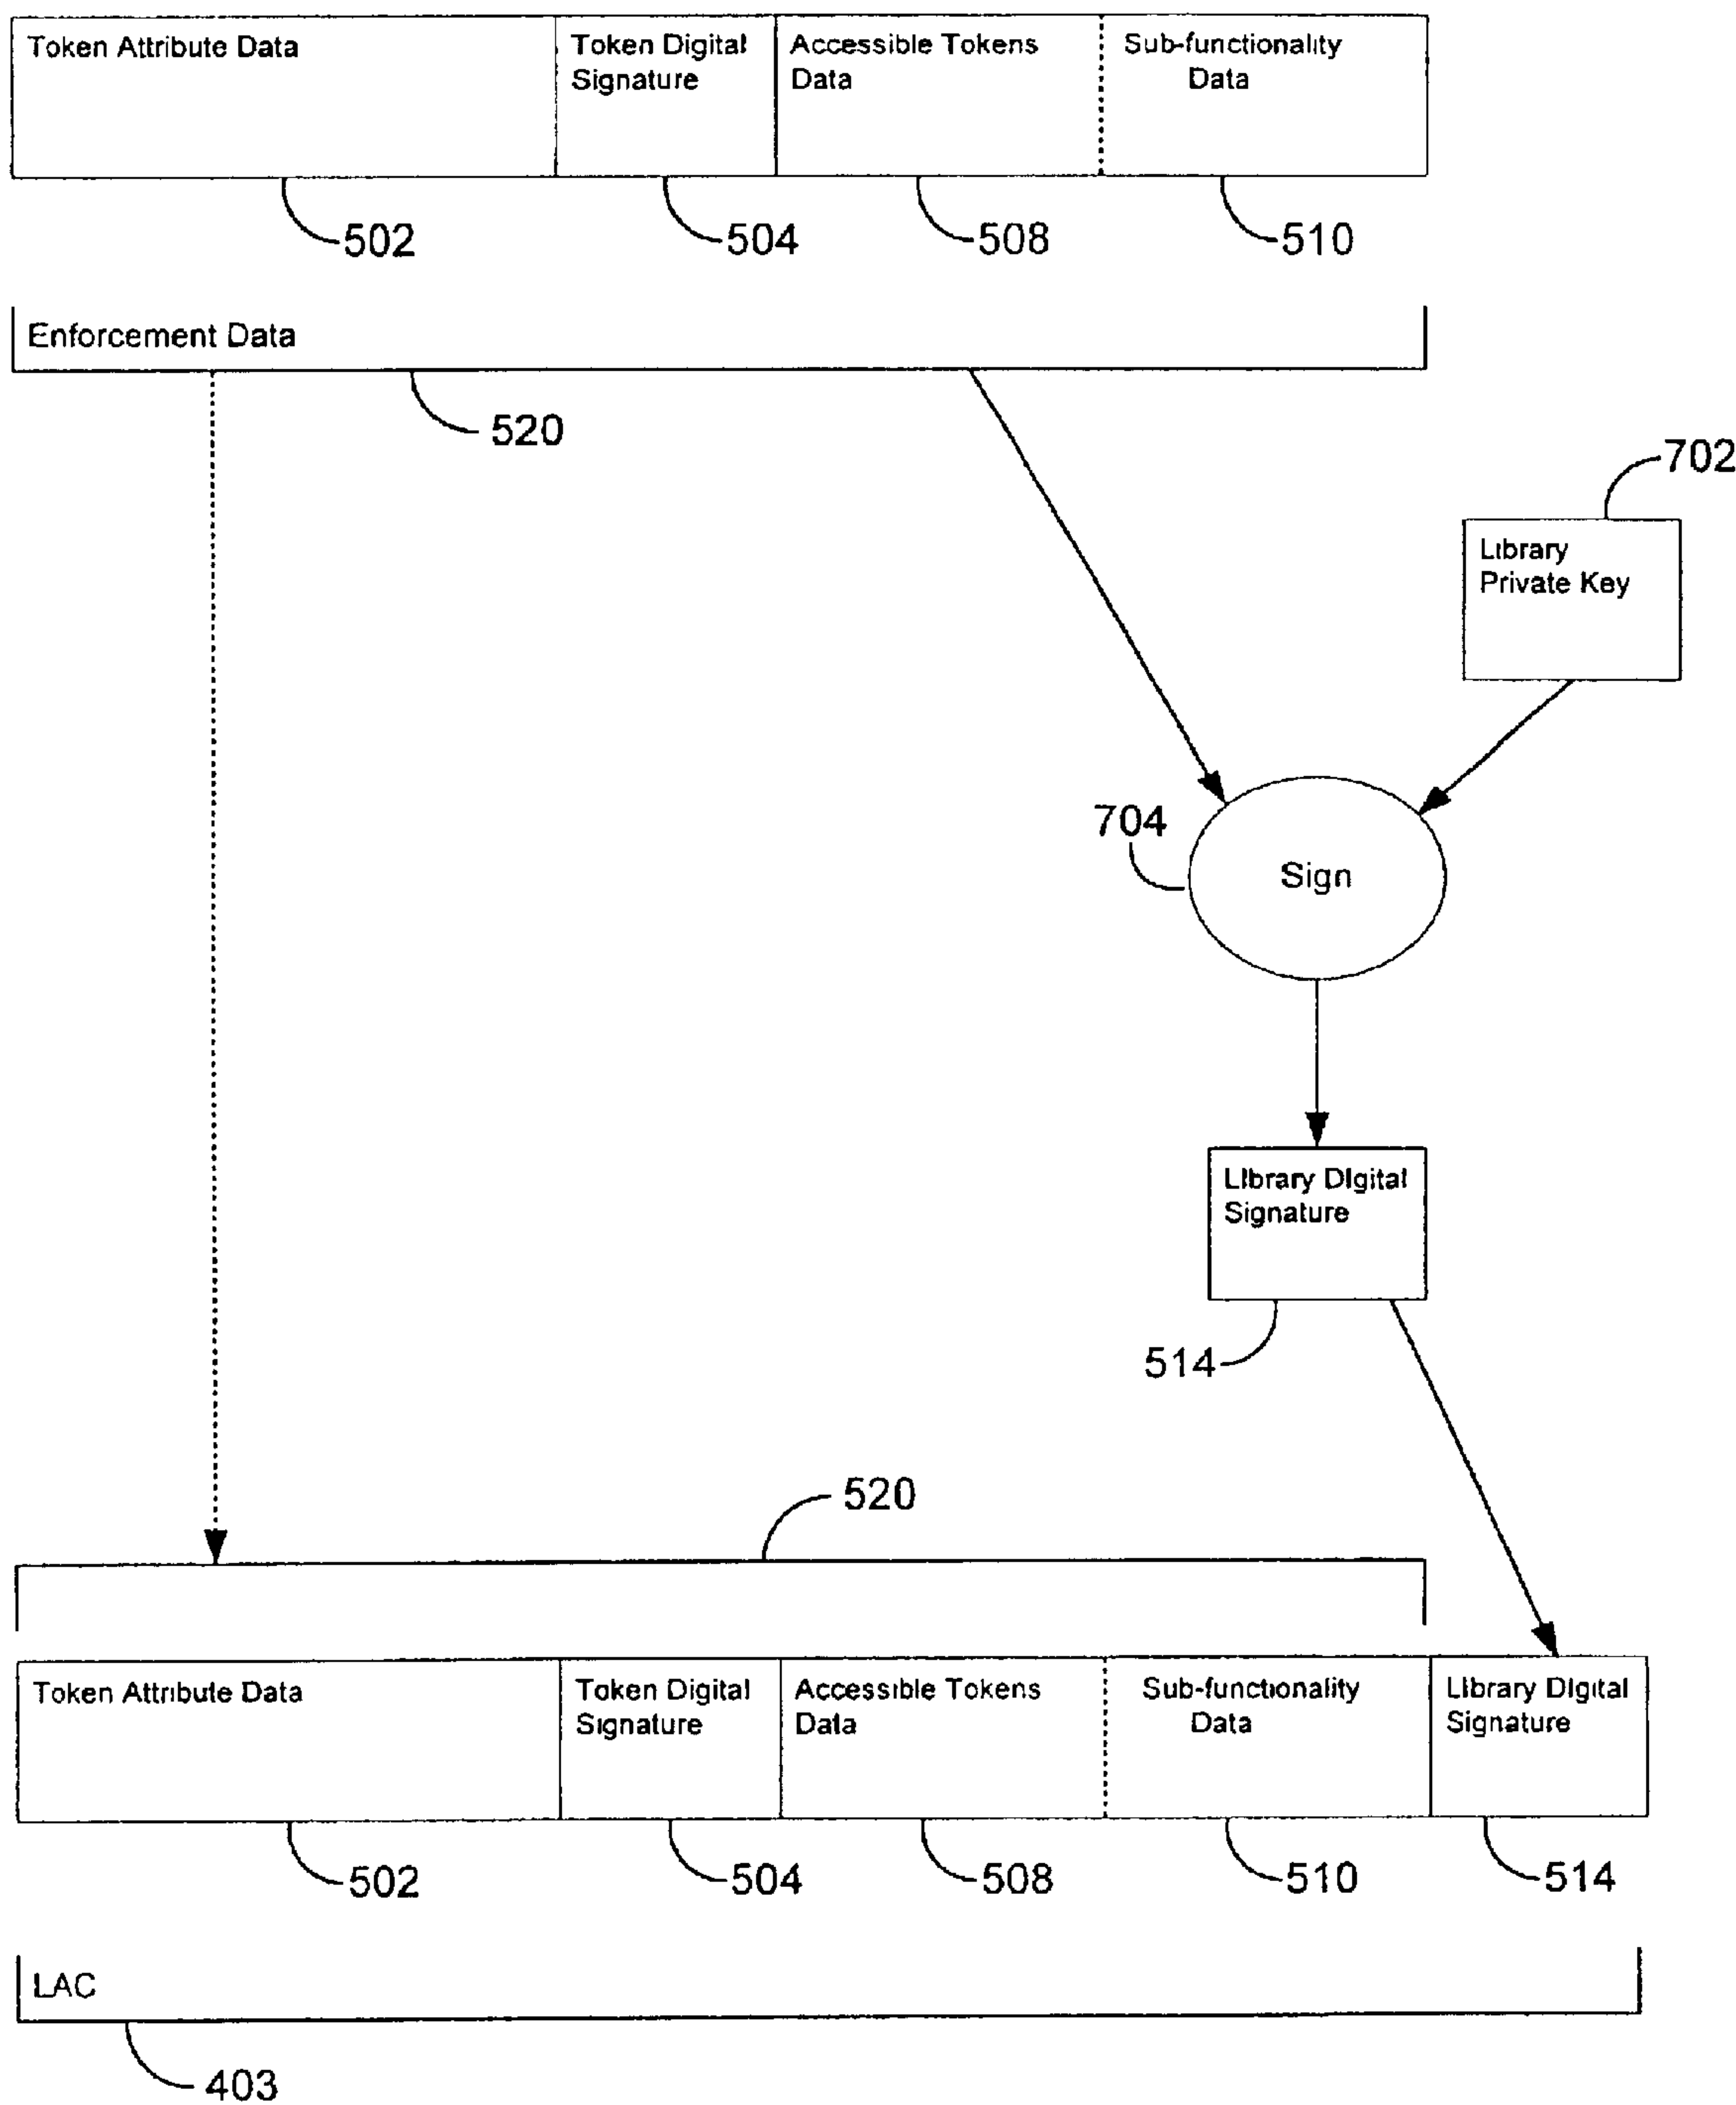 Token Attribute Data
Token Digital
Signature
Accessible Tokens
Data
Sub-functionality
Data
502
504
508
510
Enforcement Data
520
702
Library
Private Key
704
Sign
Library Digital
Signature
514
520
Token Attribute Data
Token Digital
Signature
Accessible Tokens
Data
Sub-functionality
Data
Library Digital
Signature
502
504
508
510
514
LAC
403